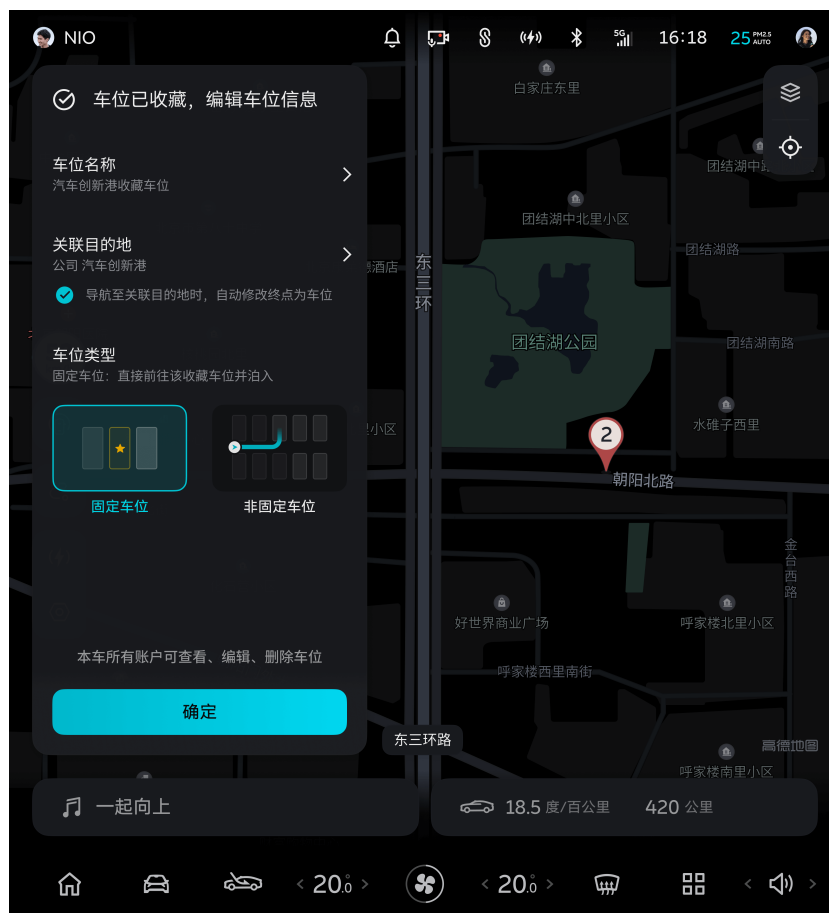 NIO
5G
16:18
25 PM2.5 AUTO
车位已收藏，编辑车位信息
车位名称
汽车创新港收藏车位
关联目的地
公司 汽车创新港
导航至关联目的地时，自动修改终点为车位
车位类型
固定车位：直接前往该收藏车位并泊入
固定车位
非固定车位
本车所有账户可查看、编辑、删除车位
确定
白家庄东里
团结湖中
团结湖中北里小区
团结湖路
酒店
东三环
团结湖公园
团结湖南路
小区
水碓子西里
2
朝阳北路
金台西路
好世界商业广场
呼家楼北里小区
呼家楼西里南街
东三环路
高德地图
呼家楼南里小区
一起向上
18.5 度/百公里
420 公里
< 20.0 >
< 20.0 >
< >